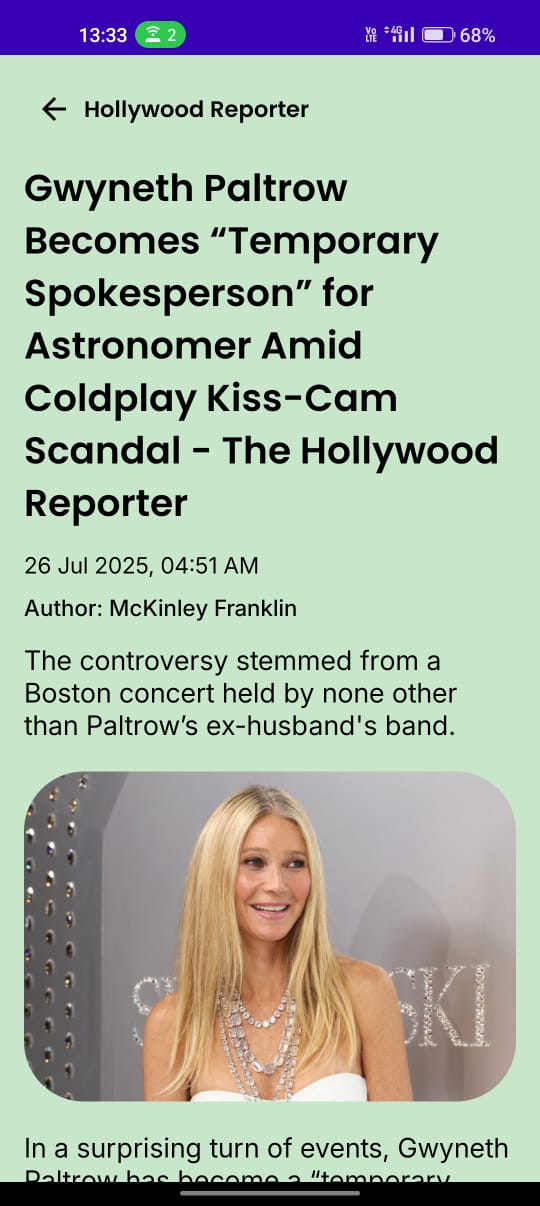 13:33 2 Vo LTE 4G 68%
Hollywood Reporter
Gwyneth Paltrow
Becomes “Temporary
Spokesperson” for
Astronomer Amid
Coldplay Kiss-Cam
Scandal - The Hollywood
Reporter
26 Jul 2025, 04:51 AM
Author: McKinley Franklin
The controversy stemmed from a
Boston concert held by none other
than Paltrow’s ex-husband's band.
S SKI
In a surprising turn of events, Gwyneth
Paltrow has become a “temporary